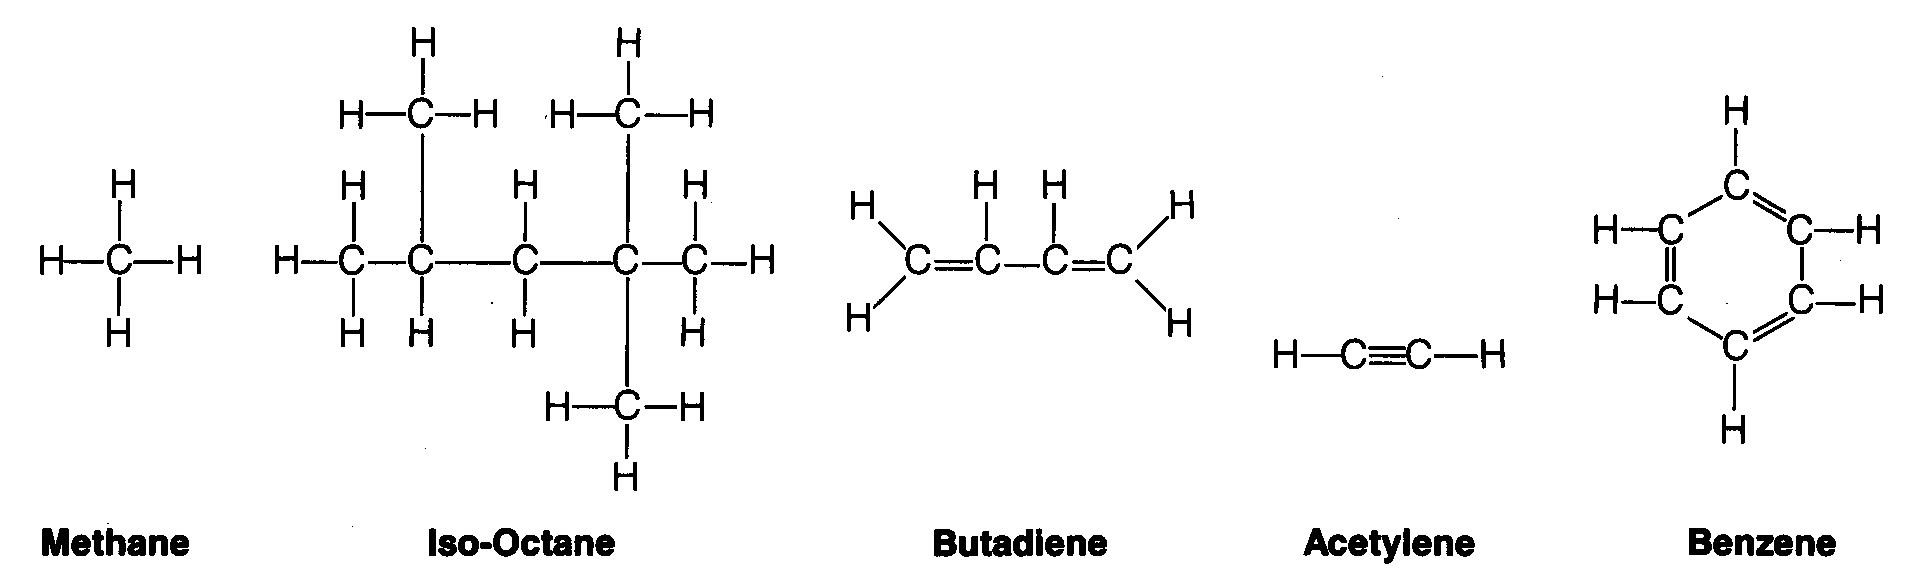 H
H C H
H
Methane
H H
H C H H C H
H H H
H C C C C C H
H H H H
H C H
H
Iso-Octane
H H H H
C C C C
H H
Butadiene
H C C H
Acetylene
H
C
H C C H
H C C H
C
H
Benzene